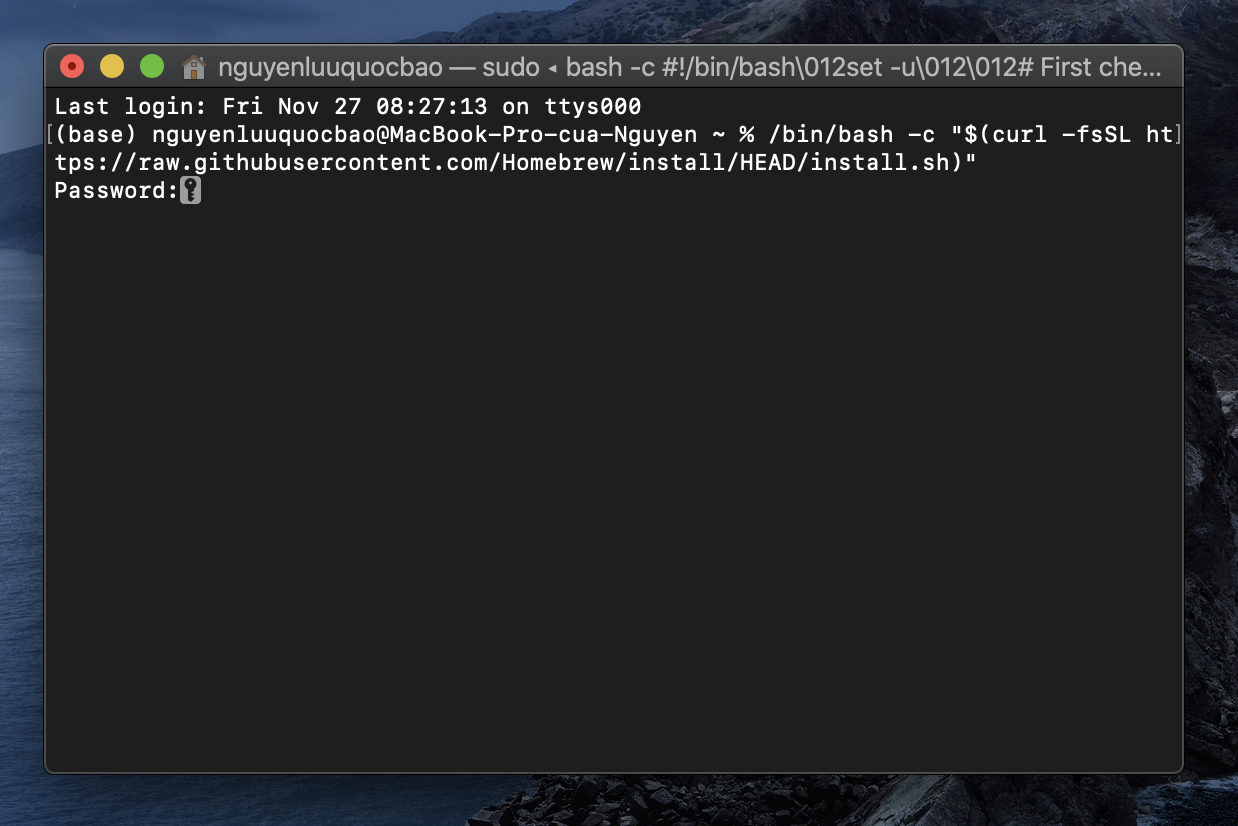 nguyenluuquocbao — sudo ◂ bash -c #!/bin/bash\012set -u\012\012# First che...
Last login: Fri Nov 27 08:27:13 on ttys000
[(base) nguyenluuquocbao@MacBook-Pro-cua-Nguyen ~ % /bin/bash -c "$(curl -fsSL ht]
tps://raw.githubusercontent.com/Homebrew/install/HEAD/install.sh)"
Password: